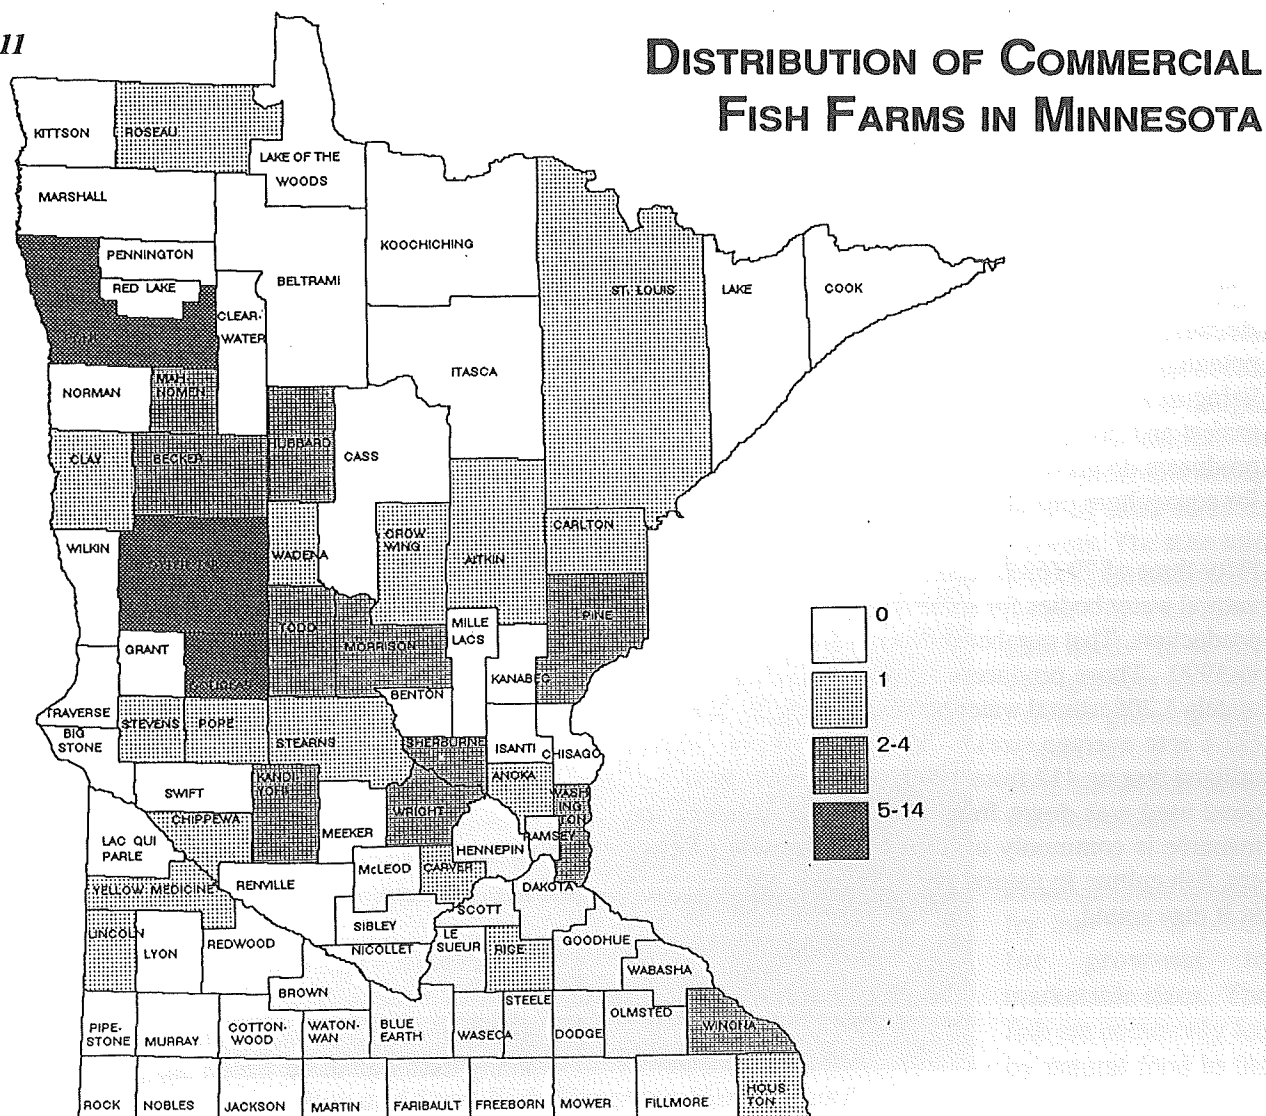 11
DISTRIBUTION OF COMMERCIAL
FISH FARMS IN MINNESOTA
KITTSON
ROSEAU
LAKE OF THE
WOODS
MARSHALL
KOOCHICHING
PENNINGTON
RED LAKE
BELTRAMI
ST. LOUIS
LAKE
COOK
CLEAR-
WATER
POLK
ITASCA
NORMAN
MAH-
NOMEN
HUBBARD
CASS
CLAY
BECKER
WILKIN
OTTER TAIL
WADENA
CROW
WING
AITKIN
CARLTON
PINE
TODD
MORRISON
MILLE
LACS
KANABEC
GRANT
DOUGLAS
BENTON
TRAVERSE
BIG
STONE
STEVENS
POPE
STEARNS
SHERBURNE
ISANTI
CHISAGO
ANOKA
WASH
ING
TON
SWIFT
KANDI
YOHI
WRIGHT
CHIPPEWA
MEEKER
HENNEPIN
RAMSEY
LAC QUI
PARLE
McLEOD
CARVER
DAKOTA
YELLOW MEDICINE
RENVILLE
SCOTT
SIBLEY
LINCOLN
LYON
REDWOOD
NICOLLET
LE
SUEUR
RICE
GOODHUE
WABASHA
BROWN
STEELE
OLMSTED
WINONA
PIPE-
STONE
MURRAY
COTTON-
WOOD
WATON-
WAN
BLUE
EARTH
WASECA
DODGE
ROCK
NOBLES
JACKSON
MARTIN
FARIBAULT
FREEBORN
MOWER
FILLMORE
HOUS
TON
0
1
2-4
5-14